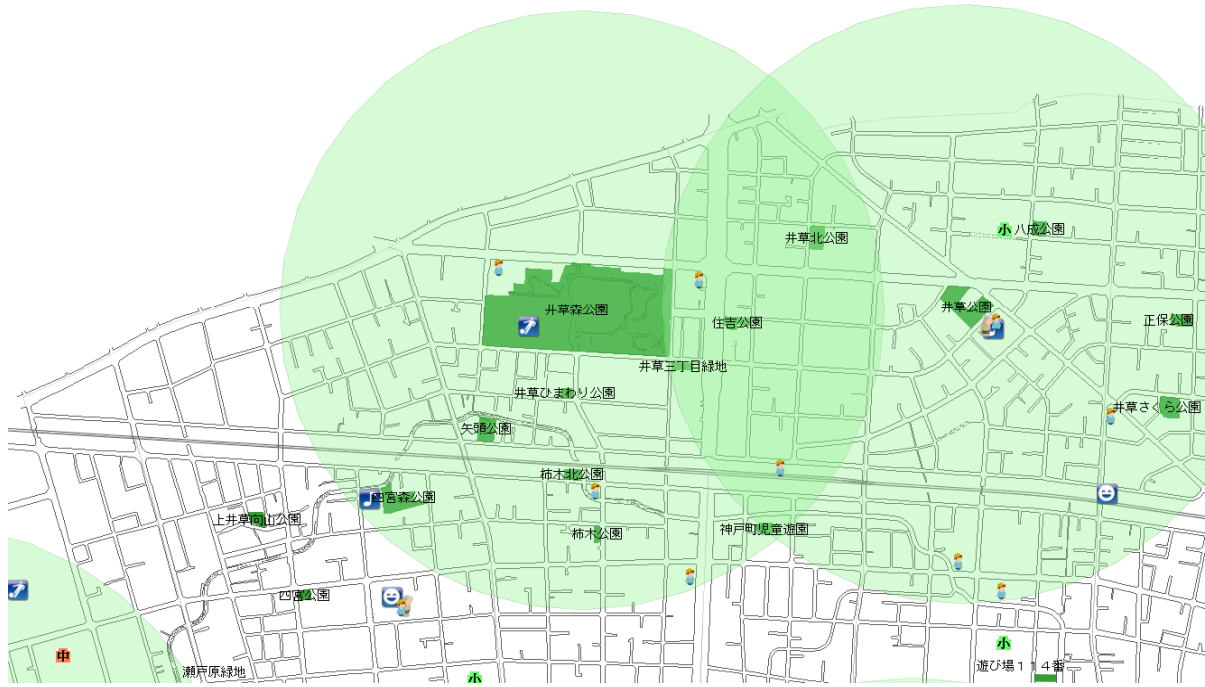 井草北公園
小
八成公園
井草森公園
井草公園
住吉公園
正保公園
井草三丁目緑地
井草ひまわり公園
井草さくら公園
矢頭公園
柿木北公園
四宮森公園
上井草向山公園
神戸町児童遊園
柿木公園
四宮公園
小
中
遊び場114番
瀬戸原緑地
小